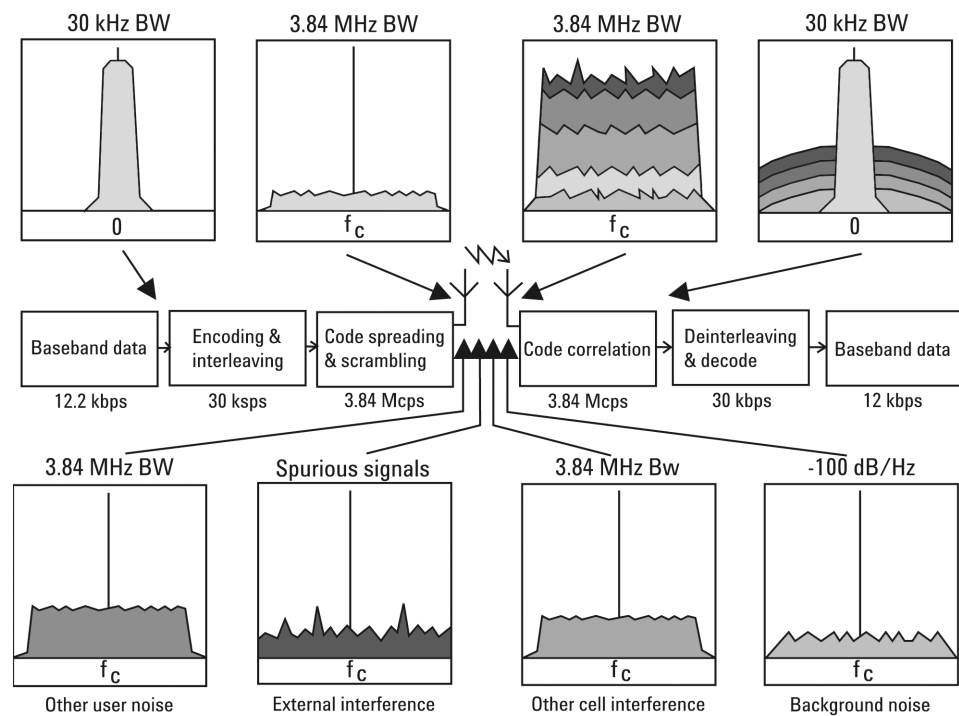 30 kHz BW
3.84 MHz BW
3.84 MHz BW
30 kHz BW
0
f c
f c
0
Baseband data
Encoding &
interleaving
Code spreading
& scrambling
Code correlation
Deinterleaving
& decode
Baseband data
12.2 kbps
30 ksps
3.84 Mcps
3.84 Mcps
30 kbps
12 kbps
3.84 MHz BW
Spurious signals
3.84 MHz Bw
-100 dB/Hz
f c
f c
f c
f c
Other user noise
External interference
Other cell interference
Background noise